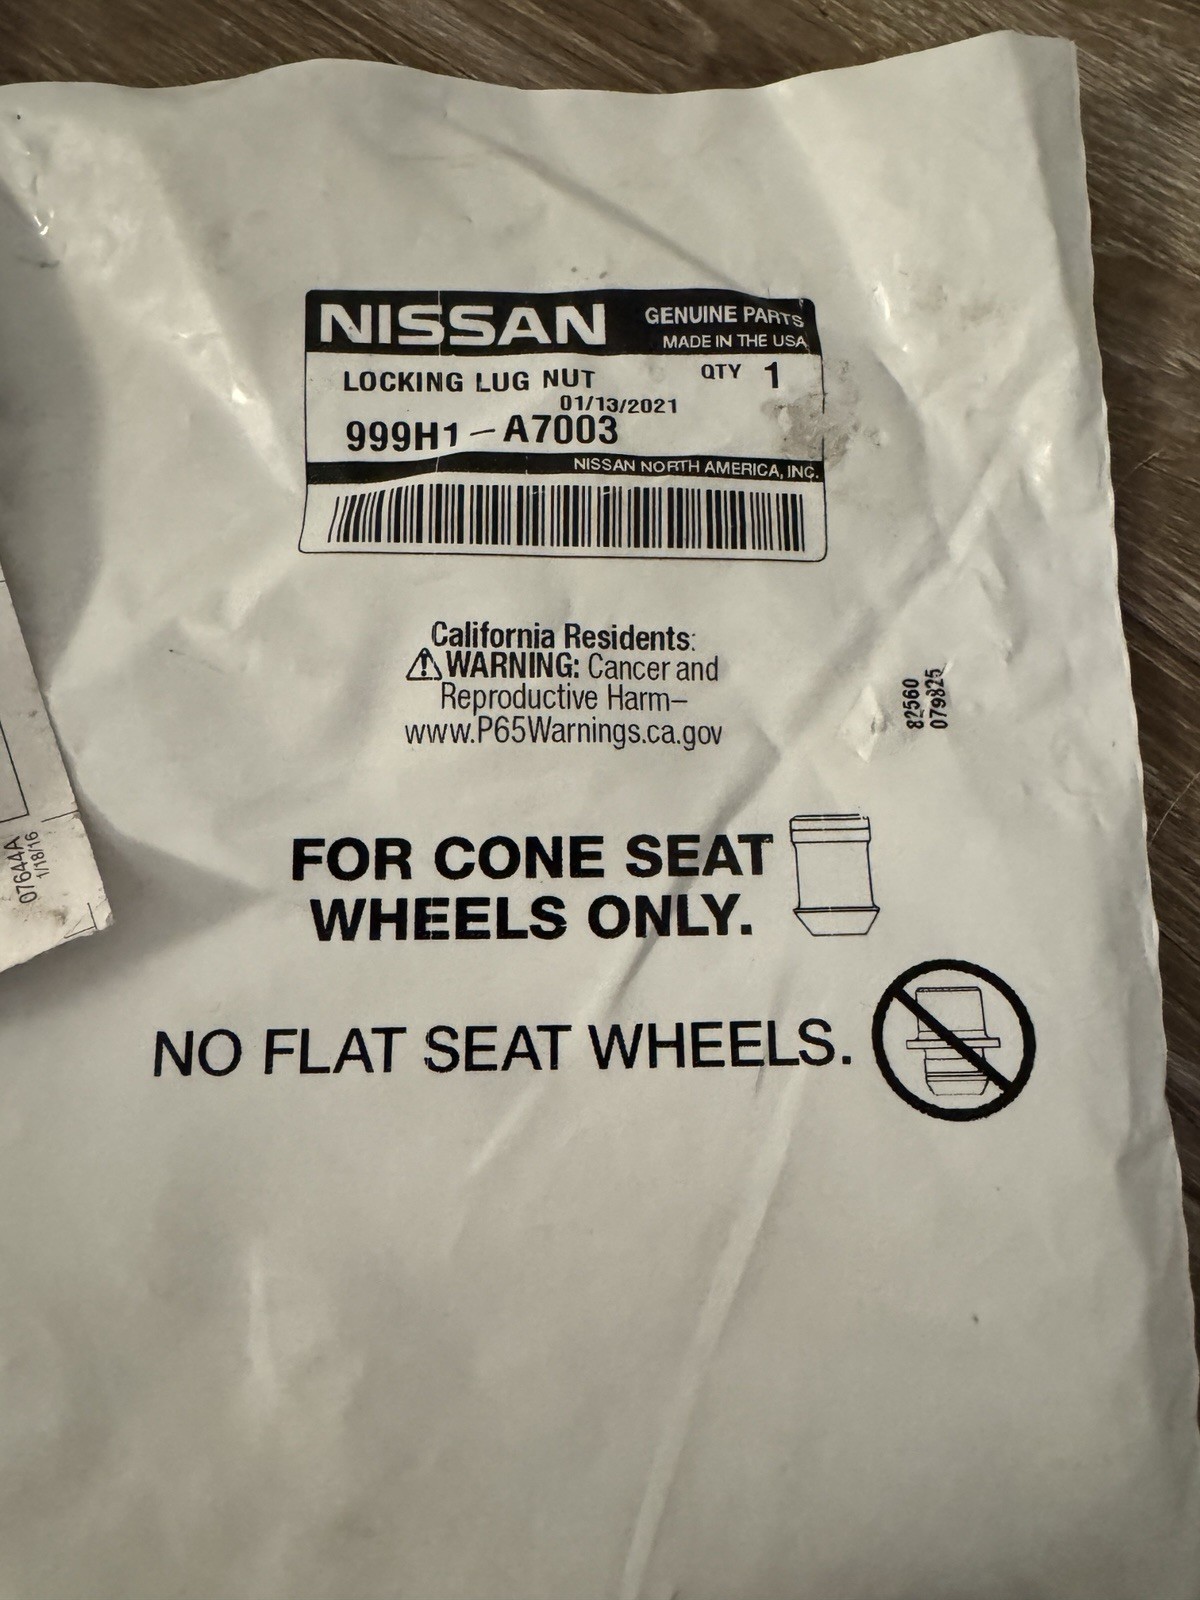 NISSAN
GENUINE PARTS
MADE IN THE USA
LOCKING LUG NUT
QTY 1
01/13/2021
999H1-A7003
NISSAN NORTH AMERICA, INC.
California Residents:
⚠ WARNING: Cancer and
Reproductive Harm–
www.P65Warnings.ca.gov
82560
079825
07644A
1/18/16
FOR CONE SEAT
WHEELS ONLY.
NO FLAT SEAT WHEELS.